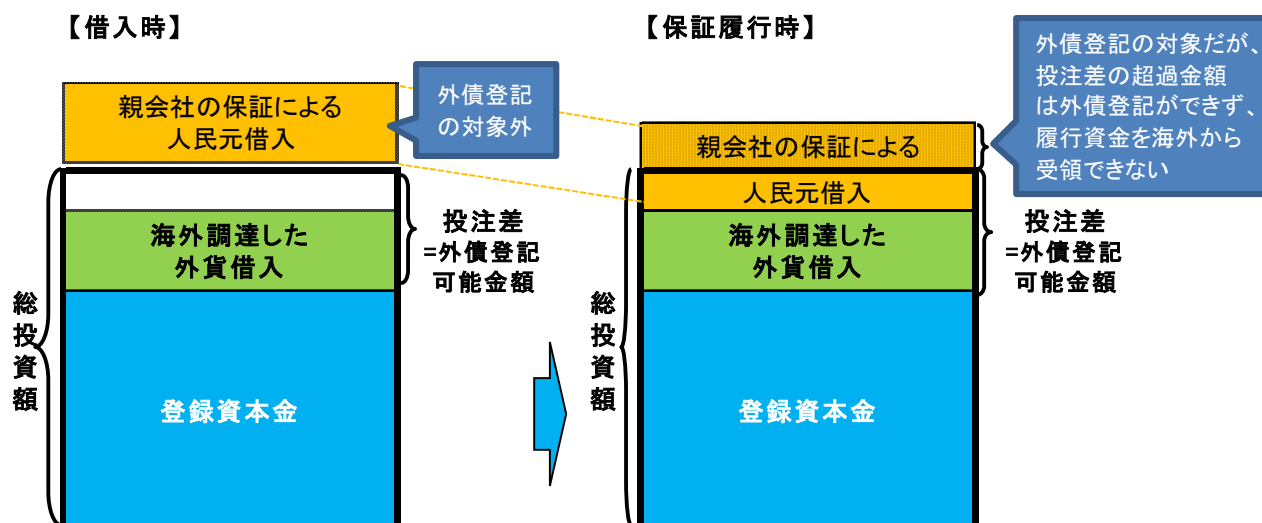 【借入時】
親会社の保証による
人民元借入
外債登記
の対象外
海外調達した
外貨借入
投注差
=外債登記
可能金額
総投資額
登録資本金
【保証履行時】
外債登記の対象だが、
投注差の超過金額
は外債登記ができず、
履行資金を海外から
受領できない
親会社の保証による
人民元借入
海外調達した
外貨借入
投注差
=外債登記
可能金額
総投資額
登録資本金